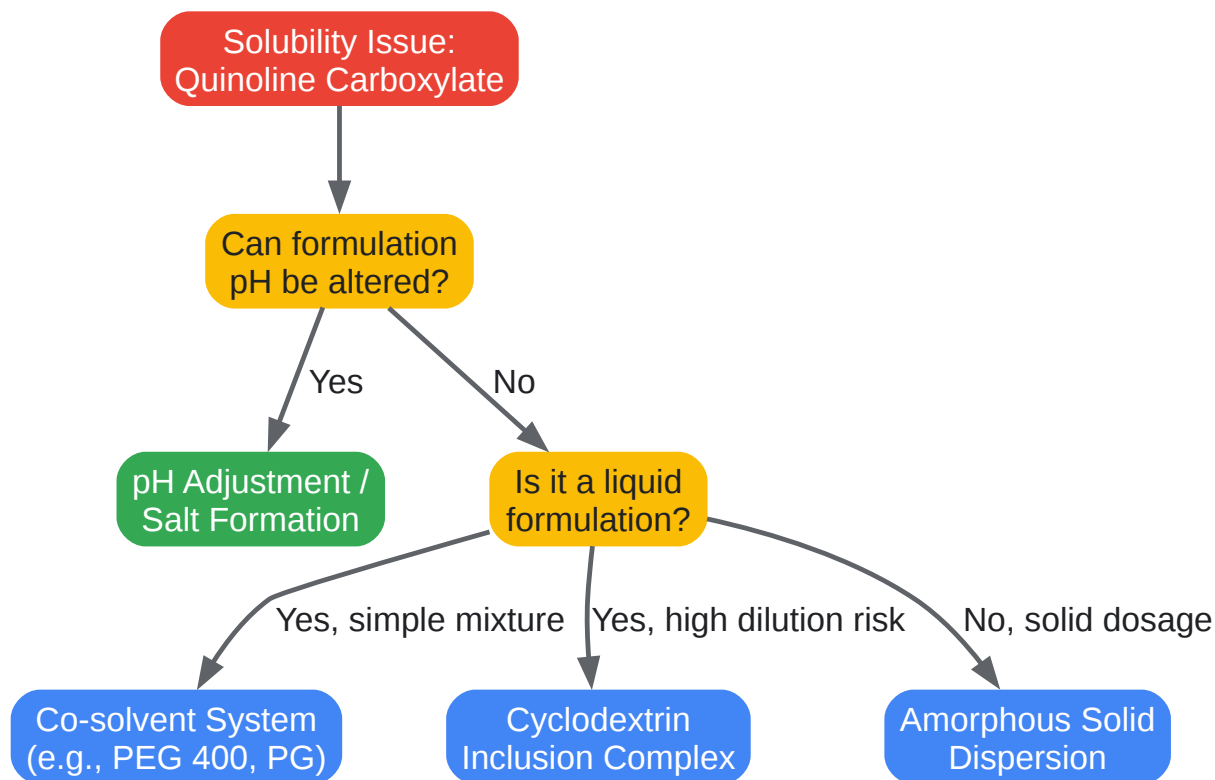 Solubility Issue:
Quinoline Carboxylate
Can formulation
pH be altered?
Yes
No
pH Adjustment /
Salt Formation
Is it a liquid
formulation?
Yes, simple mixture
Yes, high dilution risk
No, solid dosage
Co-solvent System
(e.g., PEG 400, PG)
Cyclodextrin
Inclusion Complex
Amorphous Solid
Dispersion